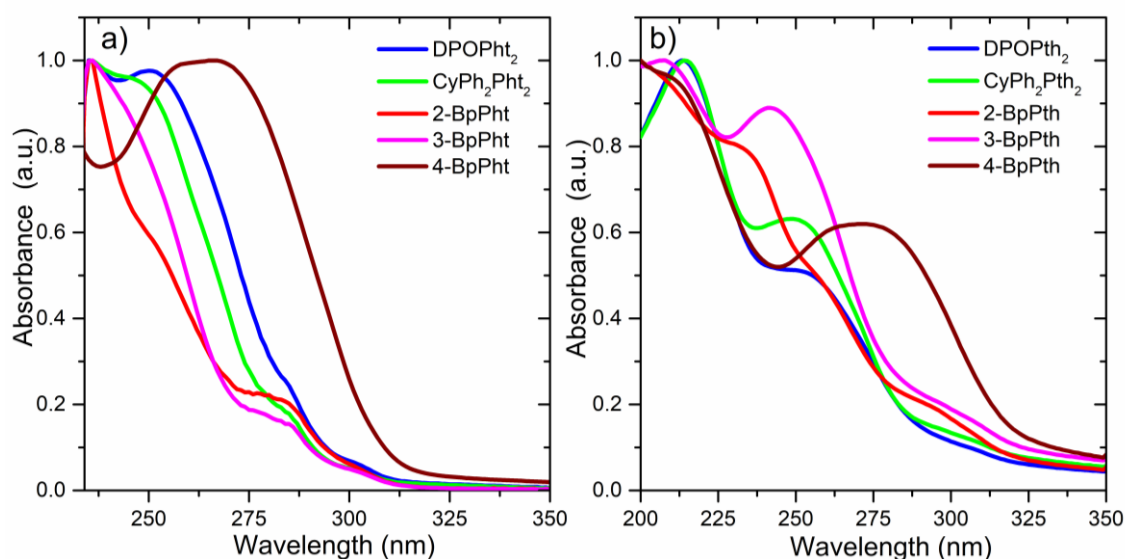 a)
DPOPht₂
CyPh₂Pht₂
2-BpPht
3-BpPht
4-BpPht
1.0
0.8
0.6
0.4
0.2
0.0
Absorbance (a.u.)
250 275 300 325 350
Wavelength (nm)
b)
DPOPth₂
CyPh₂Pth₂
2-BpPth
3-BpPth
4-BpPth
1.0
0.8
0.6
0.4
0.2
0.0
Absorbance (a.u.)
200 225 250 275 300 325 350
Wavelength (nm)